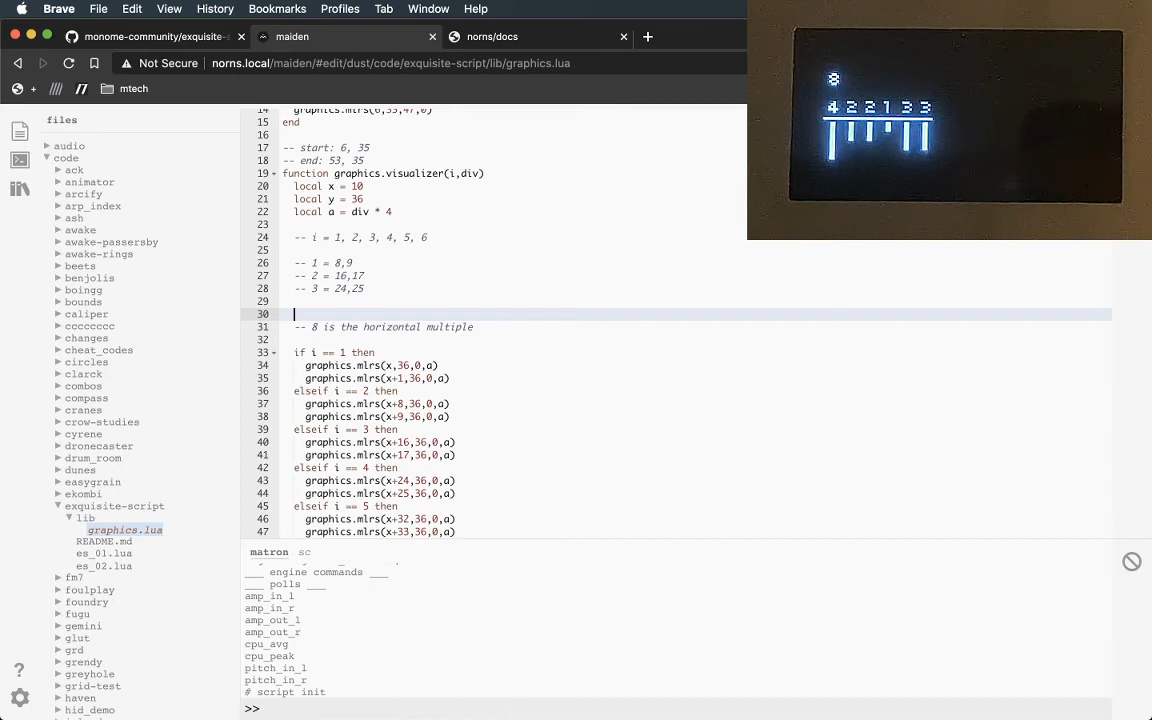 Brave File Edit View History Bookmarks Profiles Tab Window Help
monome-community/exquisite-s
maiden
norns/docs
Not Secure norns.local/maiden/#edit/dust/code/exquisite-script/lib/graphics.lua
mtech
files
audio
code
ack
animator
arcify
arp_index
ash
awake
awake-passersby
awake-rings
beets
benjolis
boingg
bounds
caliper
cccccccc
changes
cheat_codes
circles
clarck
combos
compass
cranes
crow-studies
cyrene
dronecaster
drum_room
dunes
easygrain
ekombi
exquisite-script
lib
graphics.lua
README.md
es_01.lua
es_02.lua
fm7
foulplay
foundry
fugu
gemini
glut
grd
grendy
greyhole
grid-test
haven
hid_demo
14 graphics.mlrs(6,35,47,0)
15 end
16
17 -- start: 6, 35
18 -- end: 53, 35
19 function graphics.visualizer(i,div)
20 local x = 10
21 local y = 36
22 local a = div * 4
23
24 -- i = 1, 2, 3, 4, 5, 6
25
26 -- 1 = 8,9
27 -- 2 = 16,17
28 -- 3 = 24,25
29
30
31 -- 8 is the horizontal multiple
32
33 if i == 1 then
34 graphics.mlrs(x,36,0,a)
35 graphics.mlrs(x+1,36,0,a)
36 elseif i == 2 then
37 graphics.mlrs(x+8,36,0,a)
38 graphics.mlrs(x+9,36,0,a)
39 elseif i == 3 then
40 graphics.mlrs(x+16,36,0,a)
41 graphics.mlrs(x+17,36,0,a)
42 elseif i == 4 then
43 graphics.mlrs(x+24,36,0,a)
44 graphics.mlrs(x+25,36,0,a)
45 elseif i == 5 then
46 graphics.mlrs(x+32,36,0,a)
47 graphics.mlrs(x+33,36,0,a)
matron sc
___ engine commands ___
___ polls ___
amp_in_l
amp_in_r
amp_out_l
amp_out_r
cpu_avg
cpu_peak
pitch_in_l
pitch_in_r
# script init
>>
?
8
4 2 2 1 3 3